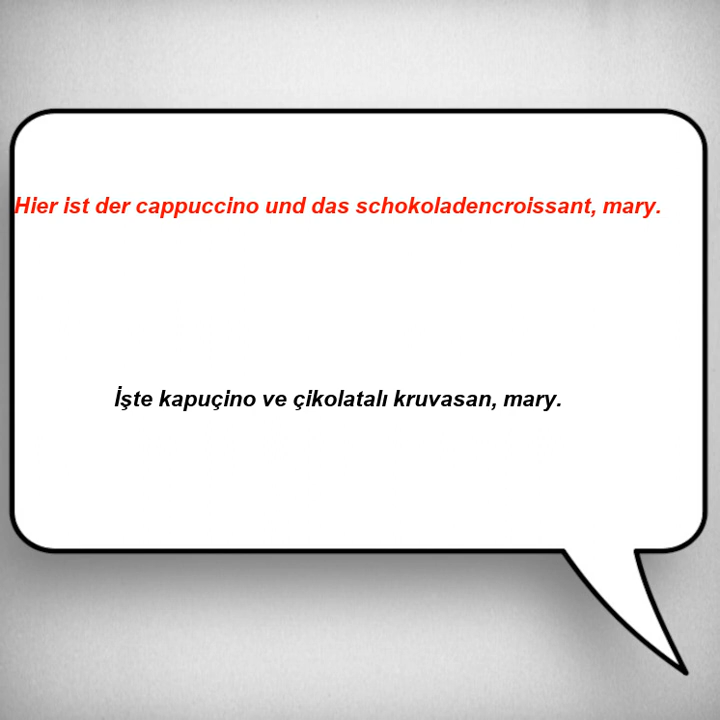 Hier ist der cappuccino und das schokoladencroissant, mary.
İşte kapuçino ve çikolatalı kruvasan, mary.